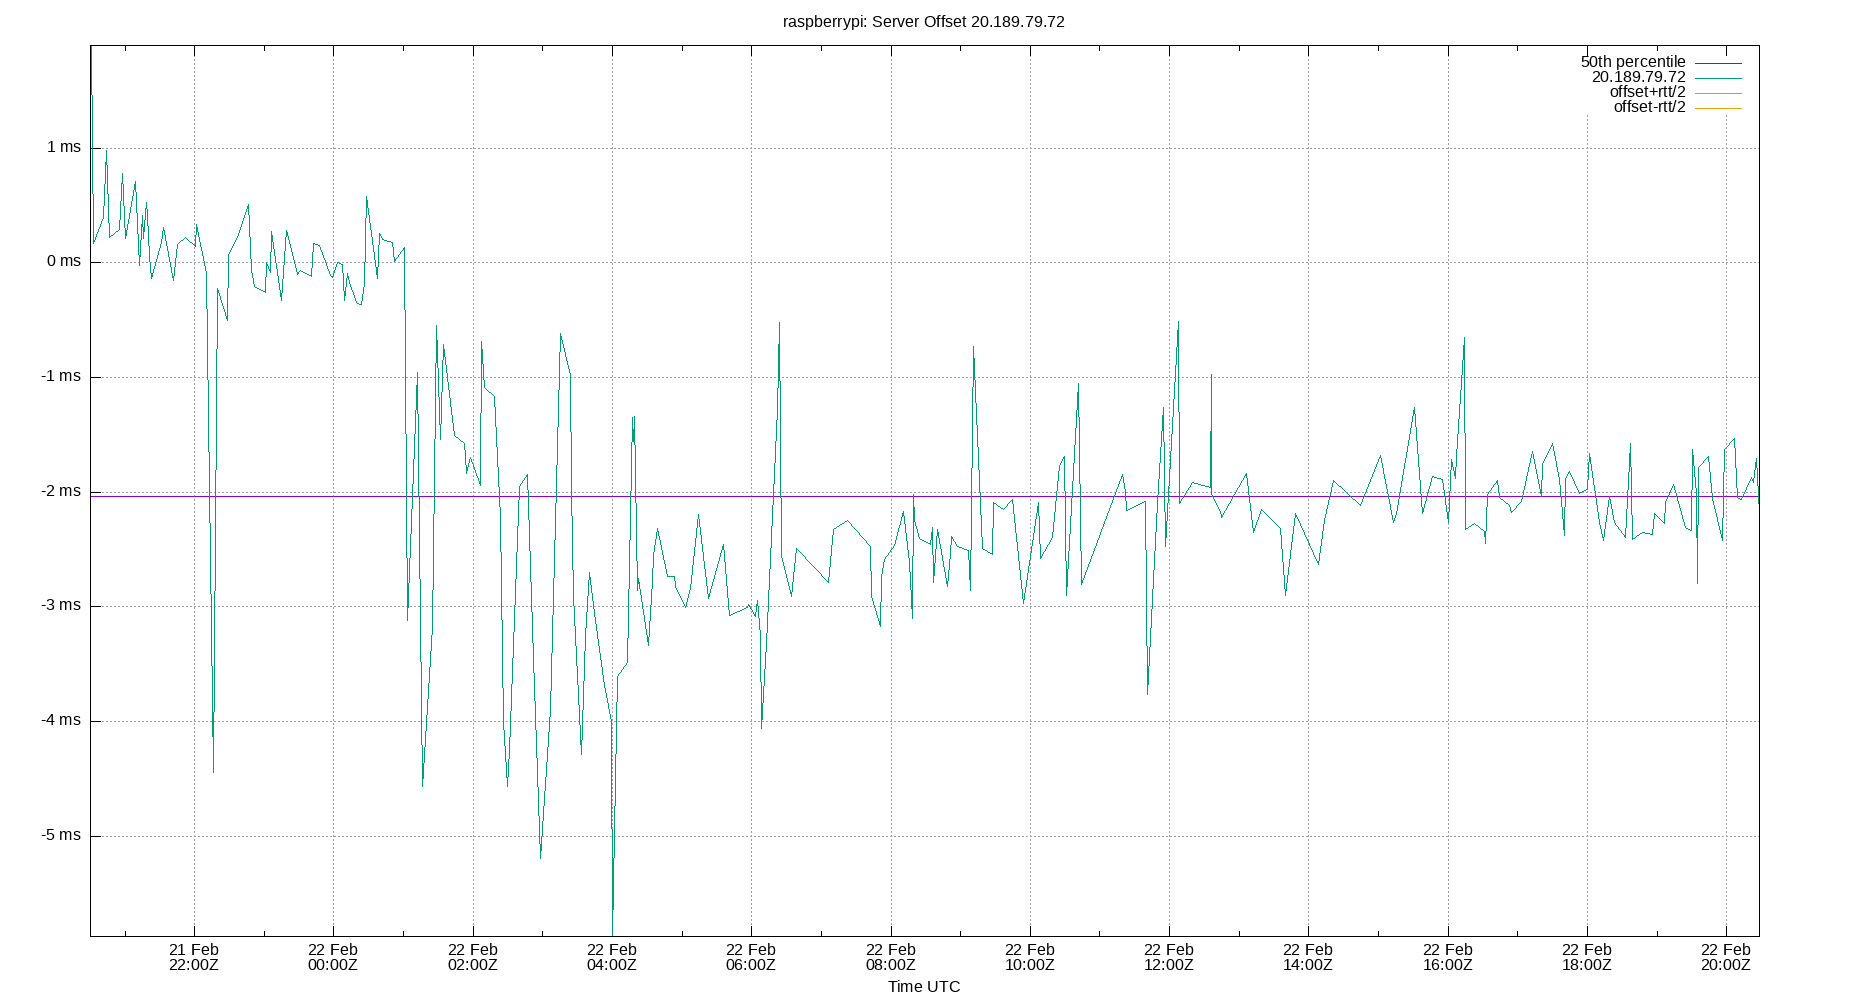 raspberrypi: Server Offset 20.189.79.72
50th percentile
20.189.79.72
offset+rtt/2
offset-rtt/2
1 ms
0 ms
-1 ms
-2 ms
-3 ms
-4 ms
-5 ms
21 Feb 22 Feb 22 Feb 22 Feb 22 Feb 22 Feb 22 Feb 22 Feb 22 Feb 22 Feb 22 Feb 22 Feb
22:00Z 00:00Z 02:00Z 04:00Z 06:00Z 08:00Z 10:00Z 12:00Z 14:00Z 16:00Z 18:00Z 20:00Z
Time UTC